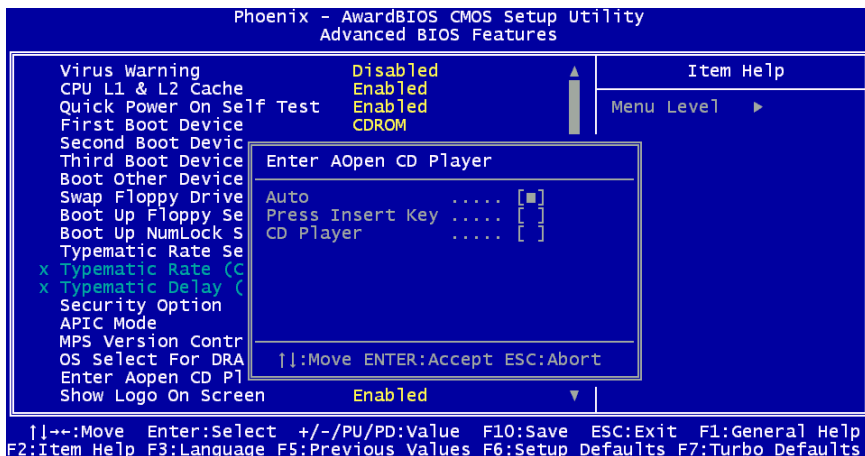 Phoenix - AwardBIOS CMOS Setup Utility
Advanced BIOS Features
Virus Warning Disabled
CPU L1 & L2 Cache Enabled
Quick Power On Self Test Enabled
First Boot Device CDROM
Second Boot Devic
Third Boot Device
Boot Other Device
Swap Floppy Drive
Boot Up Floppy Se
Boot Up NumLock S
Typematic Rate Se
x Typematic Rate (C
x Typematic Delay (
Security Option
APIC Mode
MPS Version Contr
OS Select For DRA
Enter Aopen CD Pl
Show Logo On Screen Enabled
Enter AOpen CD Player
Auto ..... [■]
Press Insert Key ..... [ ]
CD Player ..... [ ]
↑↓:Move ENTER:Accept ESC:Abort
Item Help
Menu Level ▶
↑↓→←:Move Enter:Select +/-/PU/PD:Value F10:Save ESC:Exit F1:General Help
F2:Item Help F3:Language F5:Previous Values F6:Setup Defaults F7:Turbo Defaults